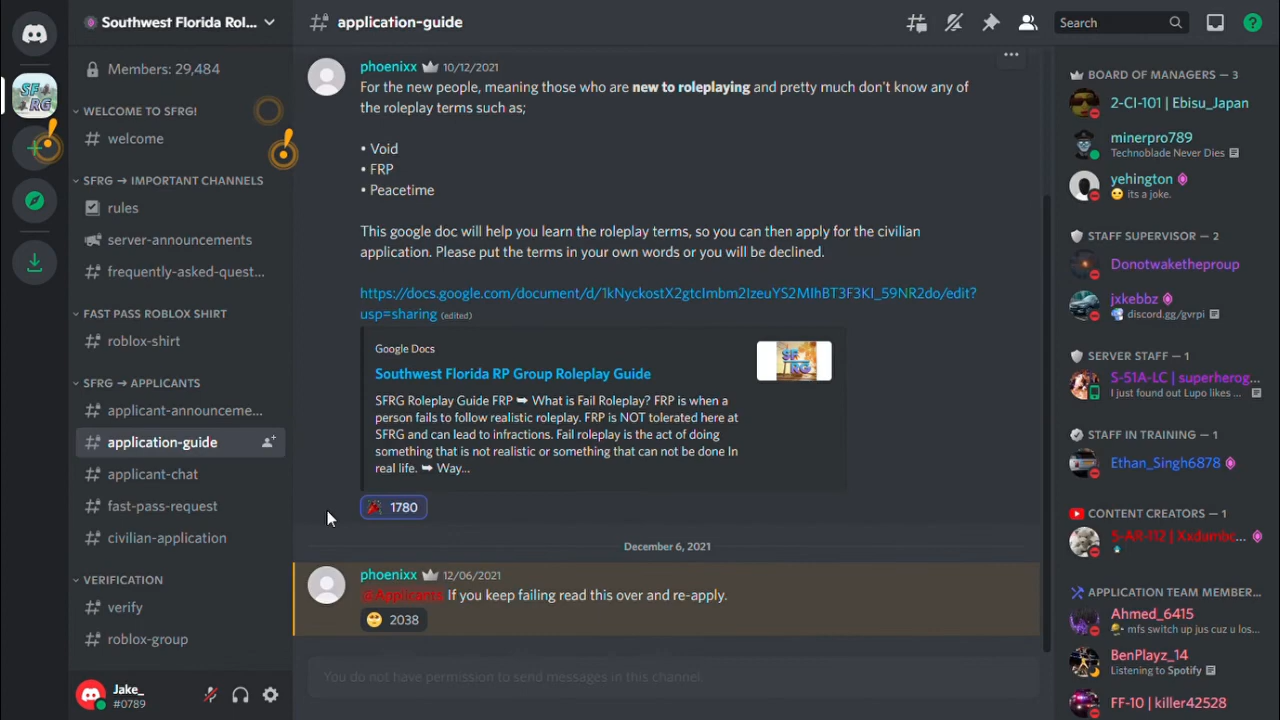 Southwest Florida Rol...
Members: 29,484
WELCOME TO SFRG!
welcome
SFRG → IMPORTANT CHANNELS
rules
server-announcements
frequently-asked-quest...
FAST PASS ROBLOX SHIRT
roblox-shirt
SFRG → APPLICANTS
applicant-announceme...
application-guide
applicant-chat
fast-pass-request
civilian-application
VERIFICATION
verify
roblox-group
Jake_
#0789
application-guide
Search
phoenixx 10/12/2021
For the new people, meaning those who are new to roleplaying and pretty much don't know any of
the roleplay terms such as;
• Void
• FRP
• Peacetime
This google doc will help you learn the roleplay terms, so you can then apply for the civilian
application. Please put the terms in your own words or you will be declined.
https://docs.google.com/document/d/1kNyckostX2gtcImbm2IzeuYS2MIhBT3F3KI_59NR2do/edit?
usp=sharing (edited)
Google Docs
Southwest Florida RP Group Roleplay Guide
SFRG Roleplay Guide FRP ➥ What is Fail Roleplay? FRP is when a
person fails to follow realistic roleplay. FRP is NOT tolerated here at
SFRG and can lead to infractions. Fail roleplay is the act of doing
something that is not realistic or something that can not be done In
real life. ➥ Way...
SF
RG
1780
December 6, 2021
phoenixx 12/06/2021
@Applicants If you keep failing read this over and re-apply.
2038
You do not have permission to send messages in this channel.
BOARD OF MANAGERS — 3
2-CI-101 | Ebisu_Japan
minerpro789
Technoblade Never Dies
yehington
its a joke.
STAFF SUPERVISOR — 2
Donotwaketheproup
jxkebbz
discord.gg/gvrpi
SERVER STAFF — 1
S-51A-LC | superherog...
I just found out Lupo likes ...
STAFF IN TRAINING — 1
Ethan_Singh6878
CONTENT CREATORS — 1
S-AR-112 | Xxdumbc...
APPLICATION TEAM MEMBER...
Ahmed_6415
mfs switch up jus cuz u los...
BenPlayz_14
Listening to Spotify
FF-10 | killer42528